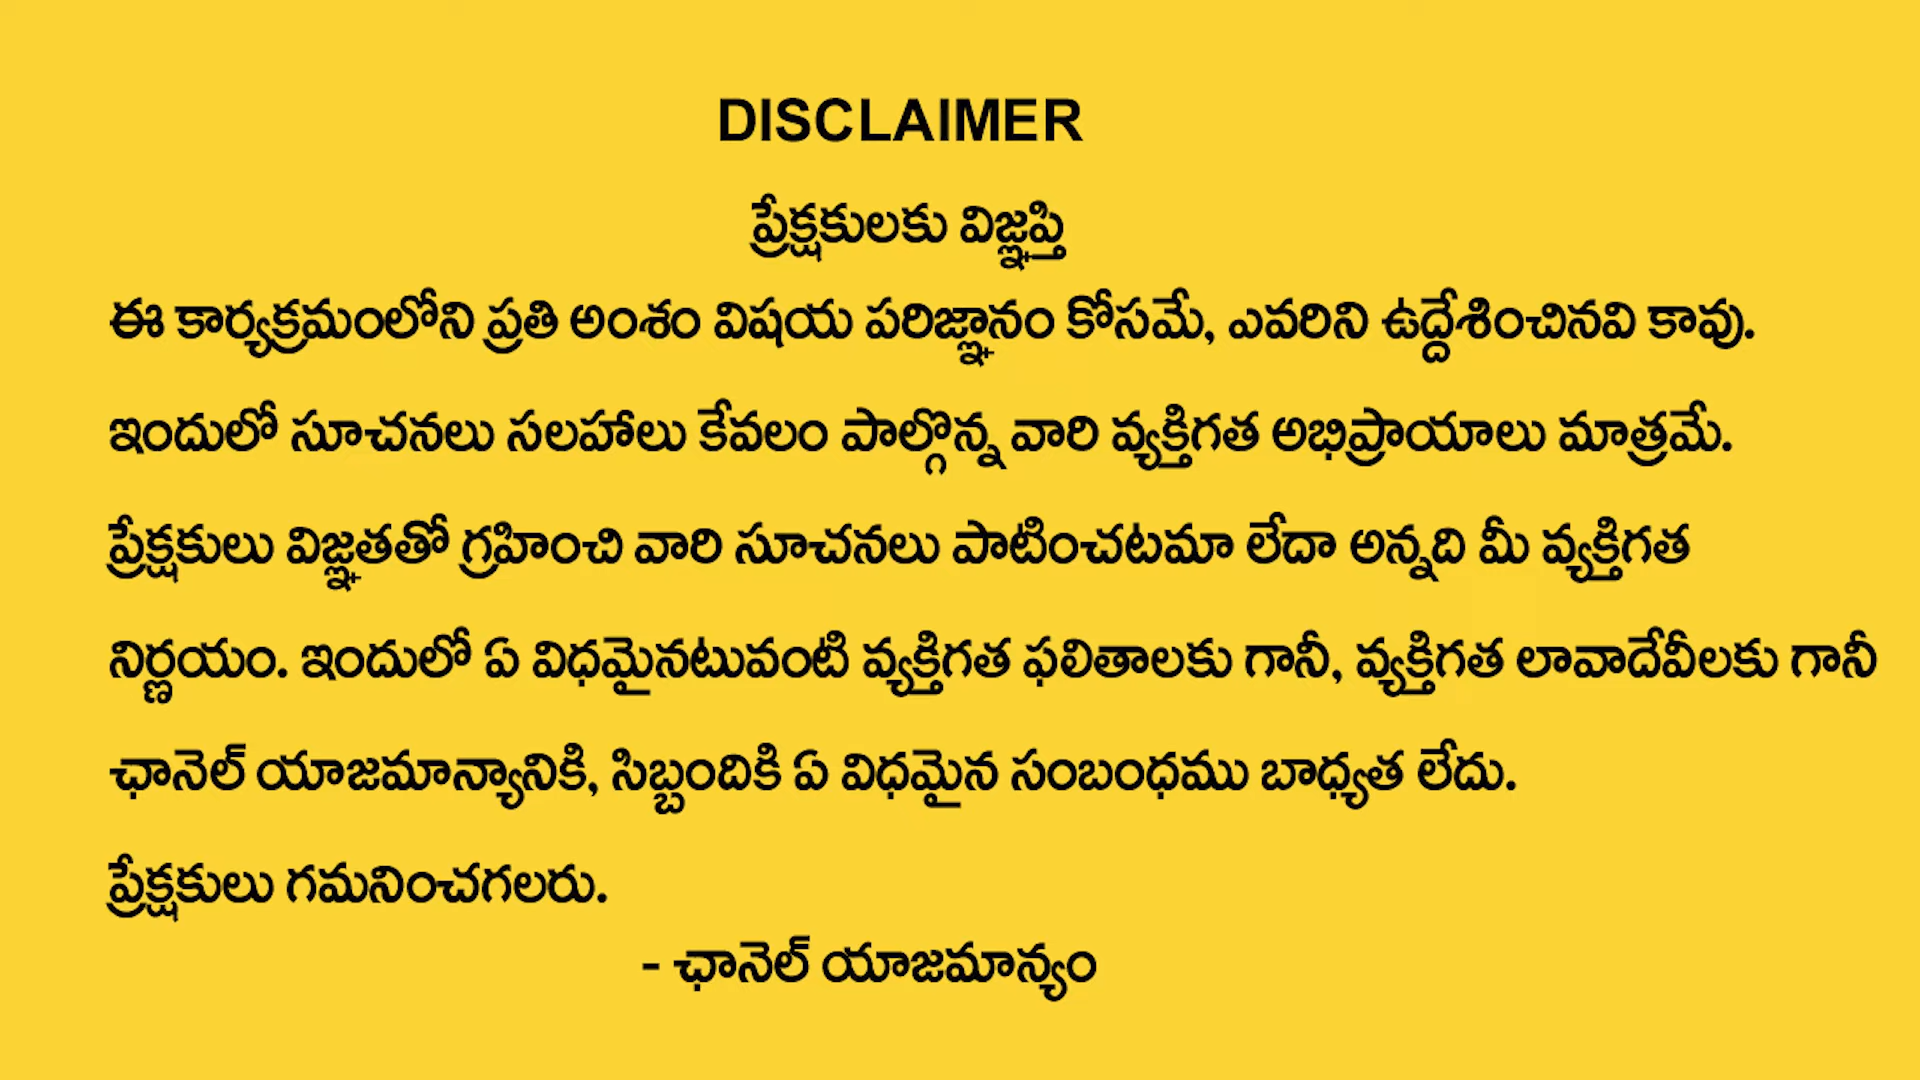 DISCLAIMER
ప్రేక్షకులకు విజ్ఞప్తి
ఈ కార్యక్రమంలోని ప్రతి అంశం విషయ పరిజ్ఞానం కోసమే, ఎవరిని ఉద్దేశించినవి కావు.
ఇందులో సూచనలు సలహాలు కేవలం పాల్గొన్న వారి వ్యక్తిగత అభిప్రాయాలు మాత్రమే.
ప్రేక్షకులు విజ్ఞతతో గ్రహించి వారి సూచనలు పాటించటమా లేదా అన్నది మీ వ్యక్తిగత
నిర్ణయం. ఇందులో ఏ విధమైనటువంటి వ్యక్తిగత ఫలితాలకు గానీ, వ్యక్తిగత లావాదేవీలకు గానీ
ఛానెల్ యాజమాన్యానికి, సిబ్బందికి ఏ విధమైన సంబంధము బాధ్యత లేదు.
ప్రేక్షకులు గమనించగలరు.
- ఛానెల్ యాజమాన్యం